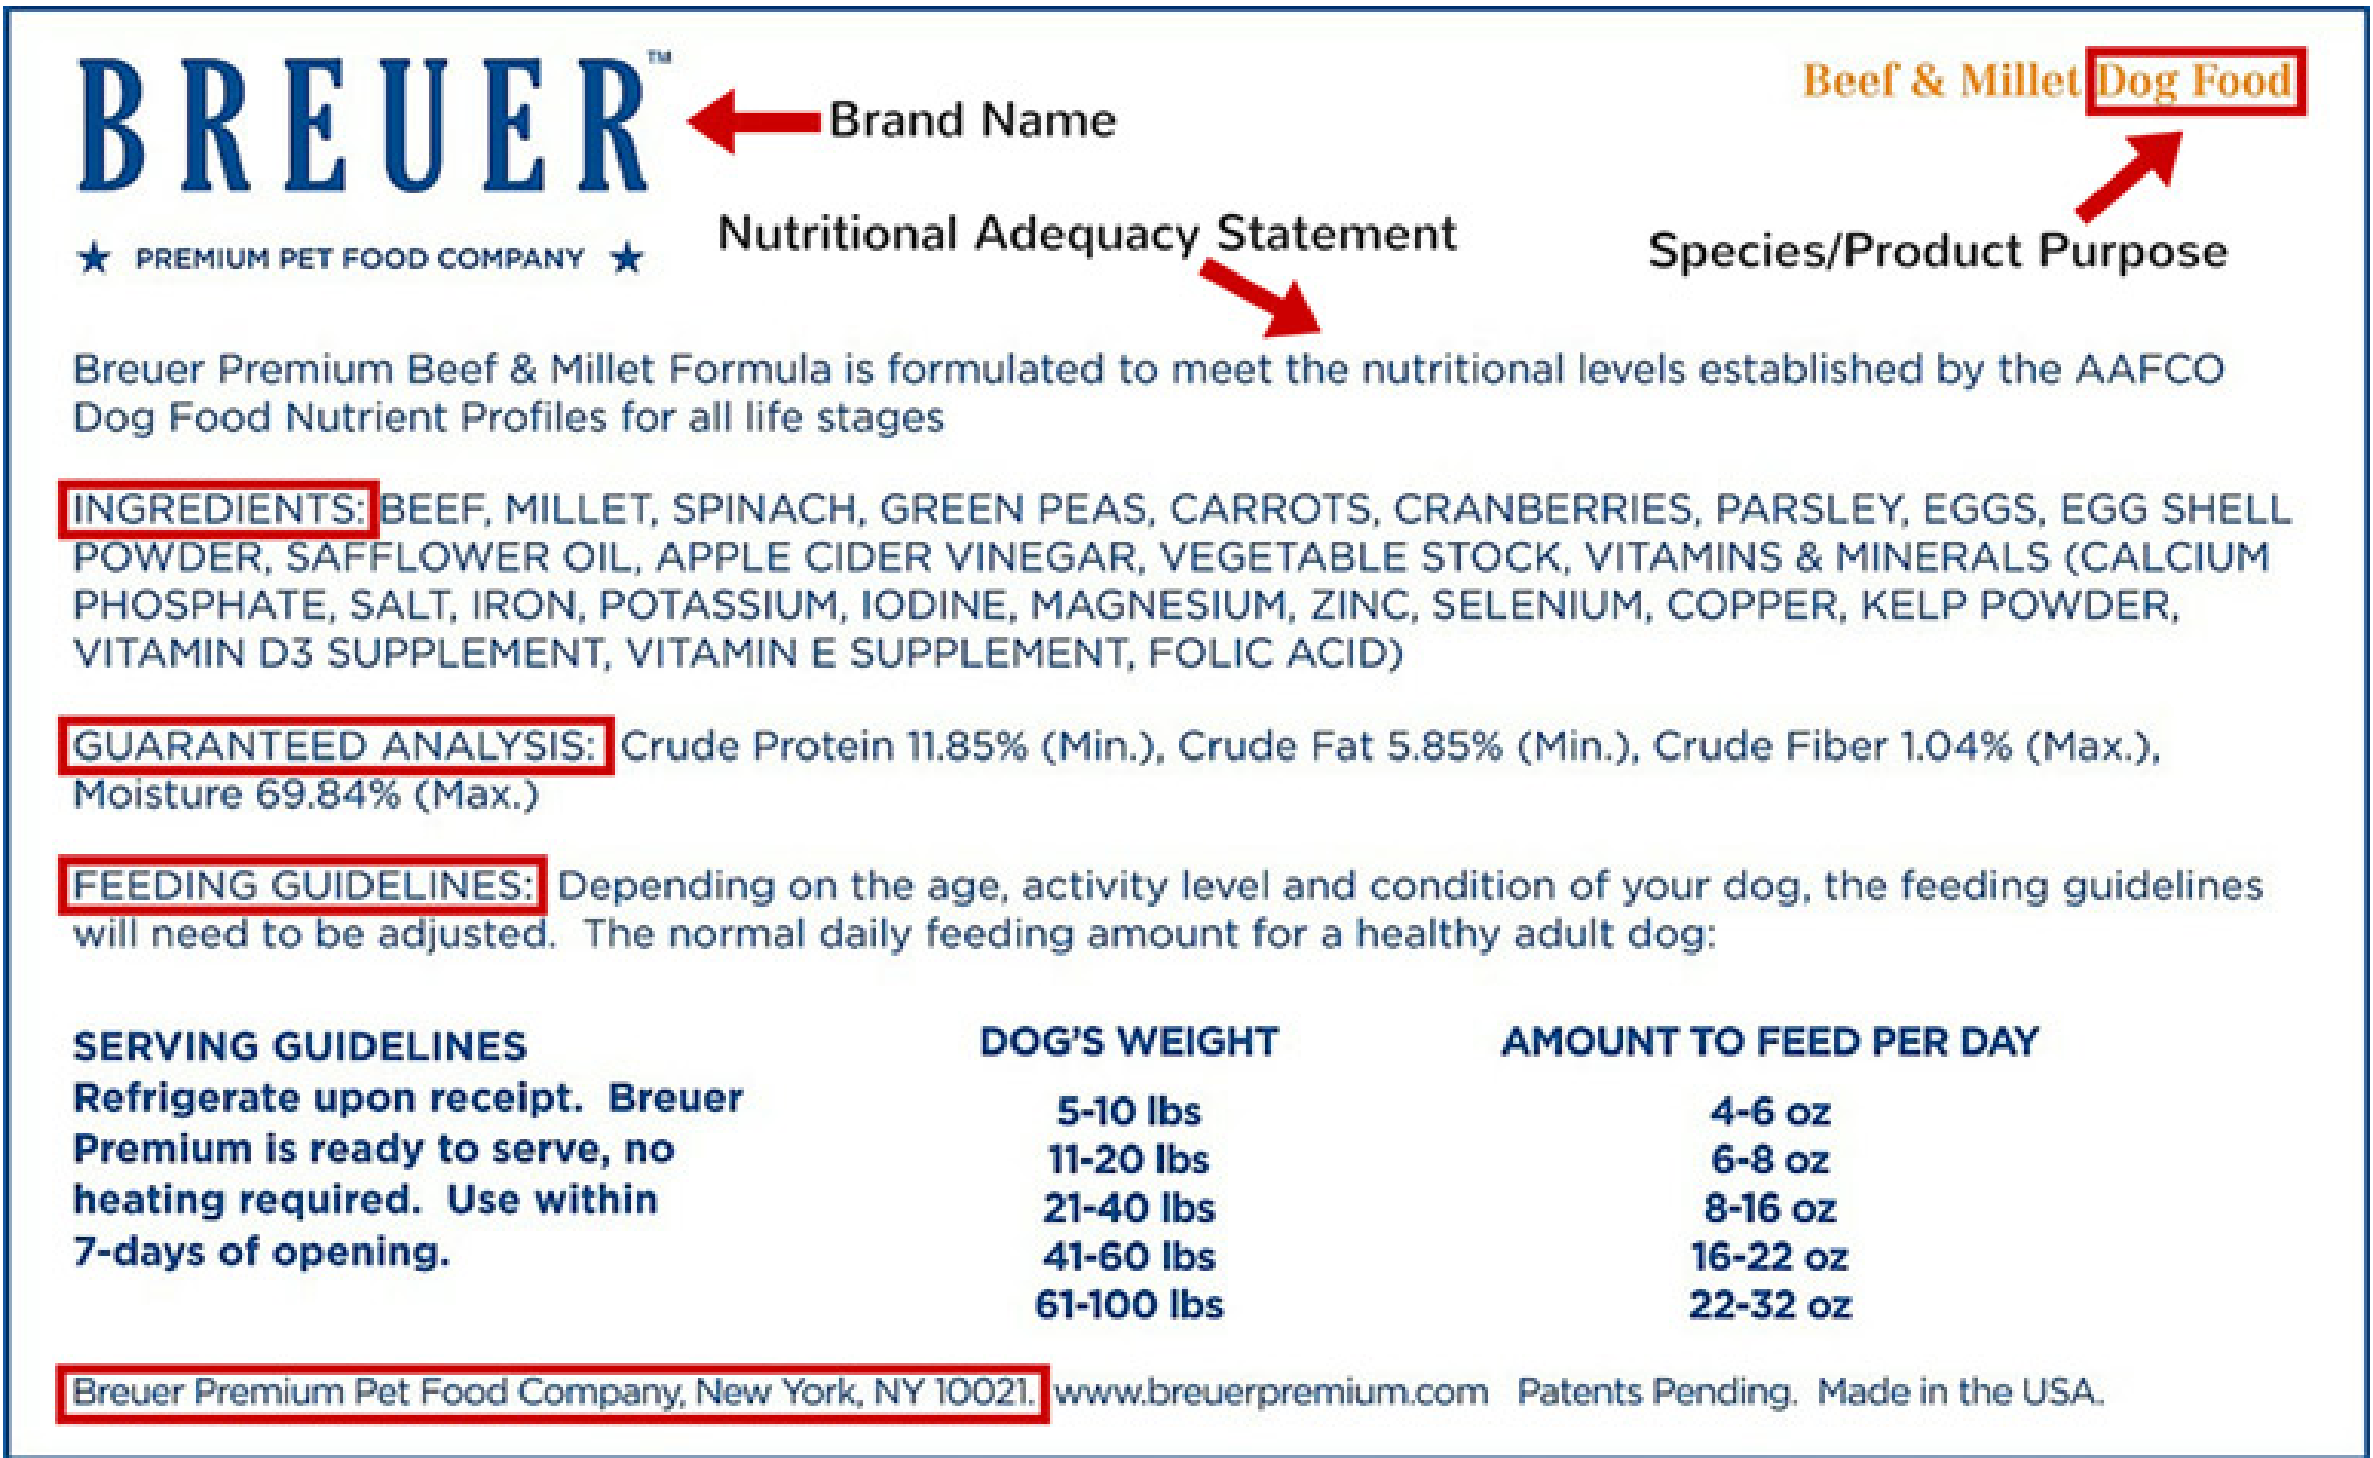 BREUER™
Brand Name
Beef & Millet Dog Food
★ PREMIUM PET FOOD COMPANY ★
Nutritional Adequacy Statement
Species/Product Purpose
Breuer Premium Beef & Millet Formula is formulated to meet the nutritional levels established by the AAFCO
Dog Food Nutrient Profiles for all life stages
INGREDIENTS: BEEF, MILLET, SPINACH, GREEN PEAS, CARROTS, CRANBERRIES, PARSLEY, EGGS, EGG SHELL
POWDER, SAFFLOWER OIL, APPLE CIDER VINEGAR, VEGETABLE STOCK, VITAMINS & MINERALS (CALCIUM
PHOSPHATE, SALT, IRON, POTASSIUM, IODINE, MAGNESIUM, ZINC, SELENIUM, COPPER, KELP POWDER,
VITAMIN D3 SUPPLEMENT, VITAMIN E SUPPLEMENT, FOLIC ACID)
GUARANTEED ANALYSIS: Crude Protein 11.85% (Min.), Crude Fat 5.85% (Min.), Crude Fiber 1.04% (Max.),
Moisture 69.84% (Max.)
FEEDING GUIDELINES: Depending on the age, activity level and condition of your dog, the feeding guidelines
will need to be adjusted. The normal daily feeding amount for a healthy adult dog:
SERVING GUIDELINES
Refrigerate upon receipt. Breuer
Premium is ready to serve, no
heating required. Use within
7-days of opening.
DOG'S WEIGHT AMOUNT TO FEED PER DAY
5-10 lbs 4-6 oz
11-20 lbs 6-8 oz
21-40 lbs 8-16 oz
41-60 lbs 16-22 oz
61-100 lbs 22-32 oz
Breuer Premium Pet Food Company, New York, NY 10021. www.breuerpremium.com Patents Pending. Made in the USA.